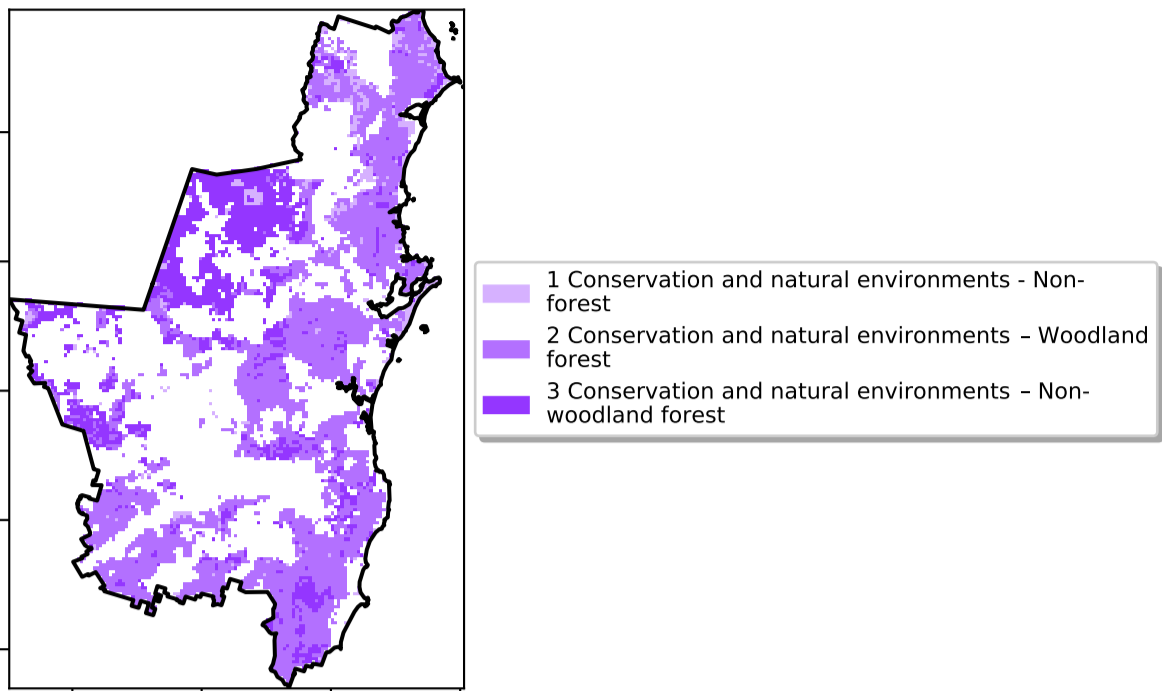 1 Conservation and natural environments - Non-
forest
2 Conservation and natural environments – Woodland
forest
3 Conservation and natural environments – Non-
woodland forest